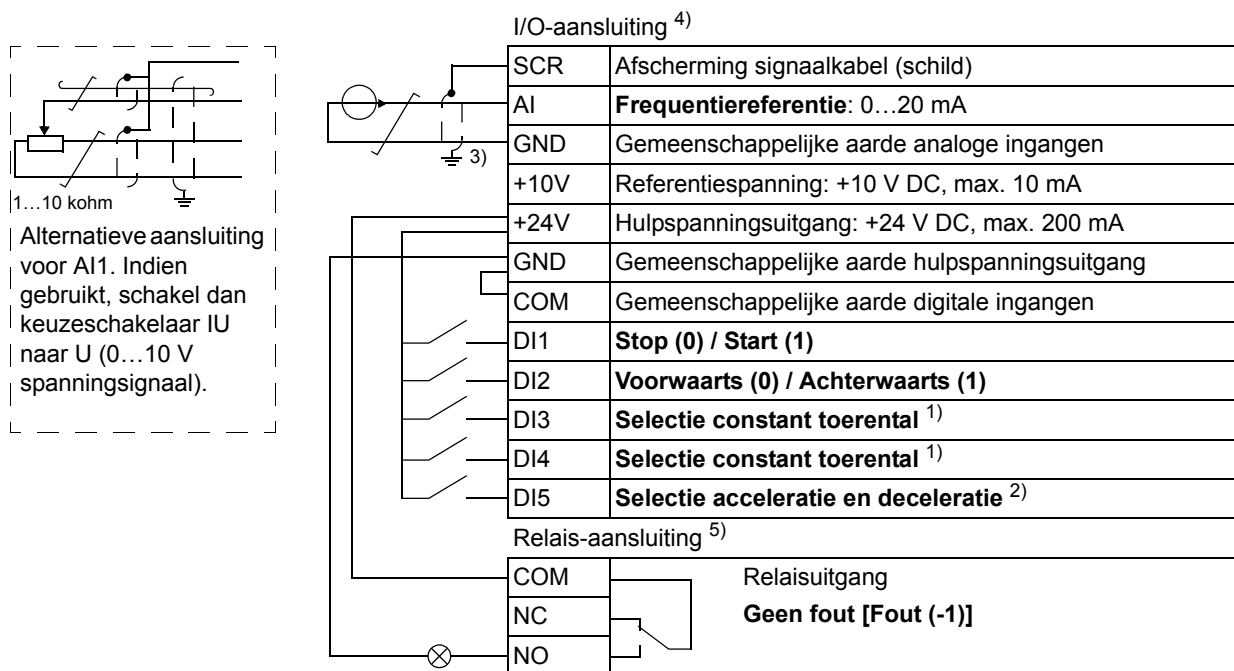 I/O-aansluiting 4)
SCR Afscherming signaalkabel (schild)
AI Frequentiereferentie: 0…20 mA
GND Gemeenschappelijke aarde analoge ingangen
3)
+10V Referentiespanning: +10 V DC, max. 10 mA
+24V Hulpspanningsuitgang: +24 V DC, max. 200 mA
GND Gemeenschappelijke aarde hulpspanningsuitgang
COM Gemeenschappelijke aarde digitale ingangen
DI1 Stop (0) / Start (1)
DI2 Voorwaarts (0) / Achterwaarts (1)
DI3 Selectie constant toerental 1)
DI4 Selectie constant toerental 1)
DI5 Selectie acceleratie en deceleratie 2)
Relais-aansluiting 5)
COM Relaisuitgang
NC Geen fout [Fout (-1)]
NO
1…10 kohm
Alternatieve aansluiting
voor AI1. Indien
gebruikt, schakel dan
keuzeschakelaar IU
naar U (0…10 V
spanningsignaal).